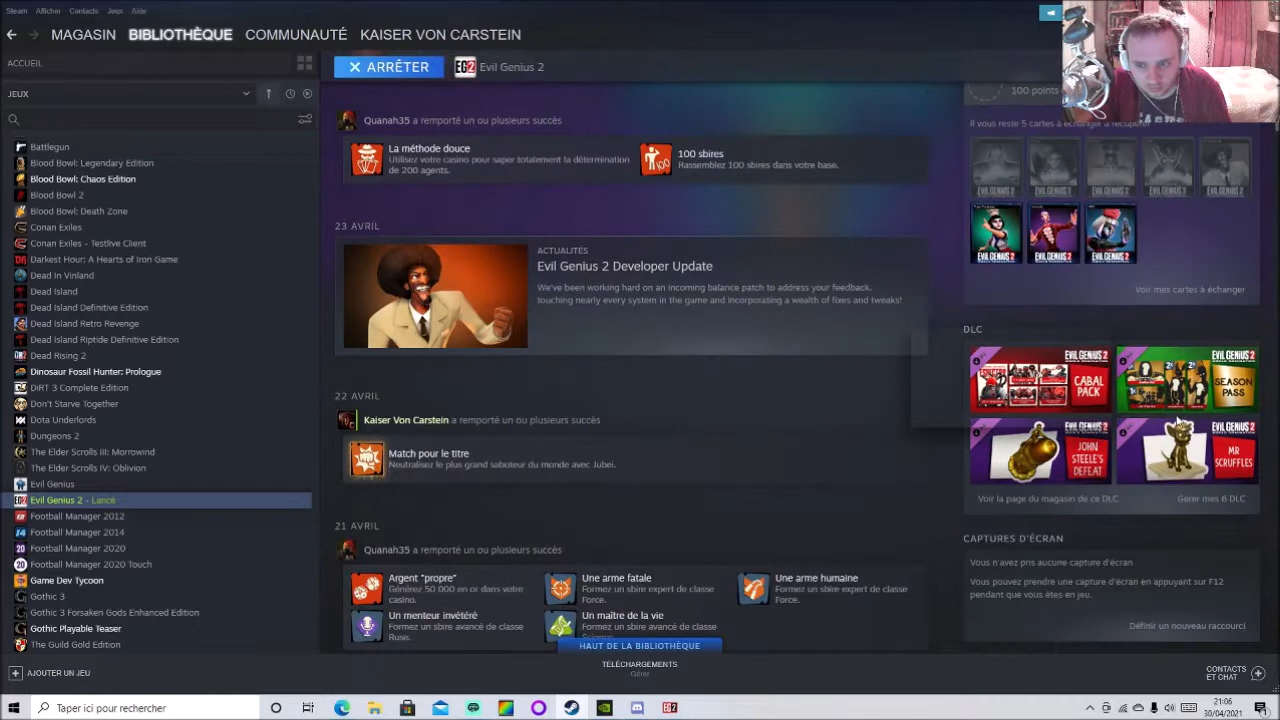 Steam Afficher Contacts Jeux Aide
MAGASIN BIBLIOTHÈQUE COMMUNAUTÉ KAISER VON CARSTEIN
ACCUEIL
ARRÊTER EG2 Evil Genius 2
JEUX
Battlegun
Blood Bowl: Legendary Edition
Blood Bowl: Chaos Edition
Blood Bowl 2
Blood Bowl: Death Zone
Conan Exiles
Conan Exiles - Testlive Client
Darkest Hour: A Hearts of Iron Game
Dead In Vinland
Dead Island
Dead Island Definitive Edition
Dead Island Retro Revenge
Dead Island Riptide Definitive Edition
Dead Rising 2
Dinosaur Fossil Hunter: Prologue
DiRT 3 Complete Edition
Don't Starve Together
Dota Underlords
Dungeons 2
The Elder Scrolls III: Morrowind
The Elder Scrolls IV: Oblivion
Evil Genius
Evil Genius 2 - Lancé
Football Manager 2012
Football Manager 2014
Football Manager 2020
Football Manager 2020 Touch
Game Dev Tycoon
Gothic 3
Gothic 3 Forsaken Gods Enhanced Edition
Gothic Playable Teaser
The Guild Gold Edition
AJOUTER UN JEU
Quanah35 a remporté un ou plusieurs succès
La méthode douce
Utilisez votre casino pour saper totalement la détermination
de 200 agents.
100 sbires
Rassemblez 100 sbires dans votre base.
23 AVRIL
ACTUALITÉS
Evil Genius 2 Developer Update
We've been working hard on an incoming balance patch to address your feedback,
touching nearly every system in the game and incorporating a wealth of fixes and tweaks!
22 AVRIL
Kaiser Von Carstein a remporté un ou plusieurs succès
Match pour le titre
Neutralisez le plus grand saboteur du monde avec Jubei.
21 AVRIL
Quanah35 a remporté un ou plusieurs succès
Argent "propre"
Générez 50 000 en or dans votre
casino.
Une arme fatale
Formez un sbire expert de classe
Force.
Une arme humaine
Formez un sbire avancé de classe
Force.
Un menteur invétéré
Formez un sbire avancé de classe
Ruse.
Un maître de la vie
Formez un sbire avancé de classe
Science.
HAUT DE LA BIBLIOTHÈQUE
TÉLÉCHARGEMENTS
Gérer
100 points
Il vous reste 5 cartes à échanger à récupérer
Voir mes cartes à échanger
DLC
EVIL GENIUS 2
CABAL
PACK
EVIL GENIUS 2
SEASON
PASS
EVIL GENIUS 2
JOHN
STEELE'S
DEFEAT
EVIL GENIUS 2
MR
SCRUFFLES
Voir la page du magasin de ce DLC. Gérer mes 6 DLC
CAPTURES D'ÉCRAN
Vous n'avez pris aucune capture d'écran
Vous pouvez prendre une capture d'écran en appuyant sur F12
pendant que vous êtes en jeu.
Définir un nouveau raccourci
CONTACTS
ET CHAT
Taper ici pour rechercher
21:06
30/04/2021